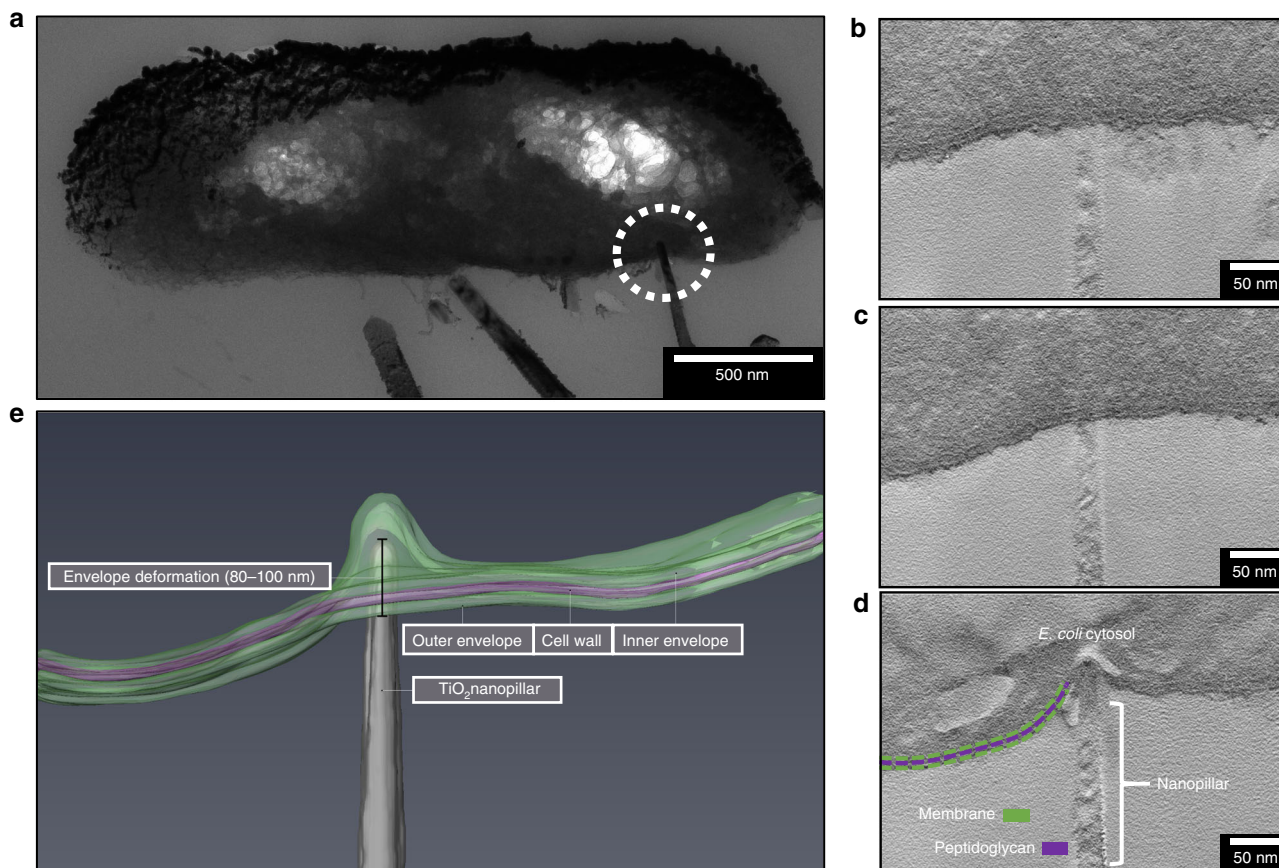 a
500 nm
b
50 nm
c
50 nm
d
E. coli cytosol
Nanopillar
Membrane
Peptidoglycan
50 nm
e
Envelope deformation (80–100 nm)
Outer envelope
Cell wall
Inner envelope
TiO₂nanopillar